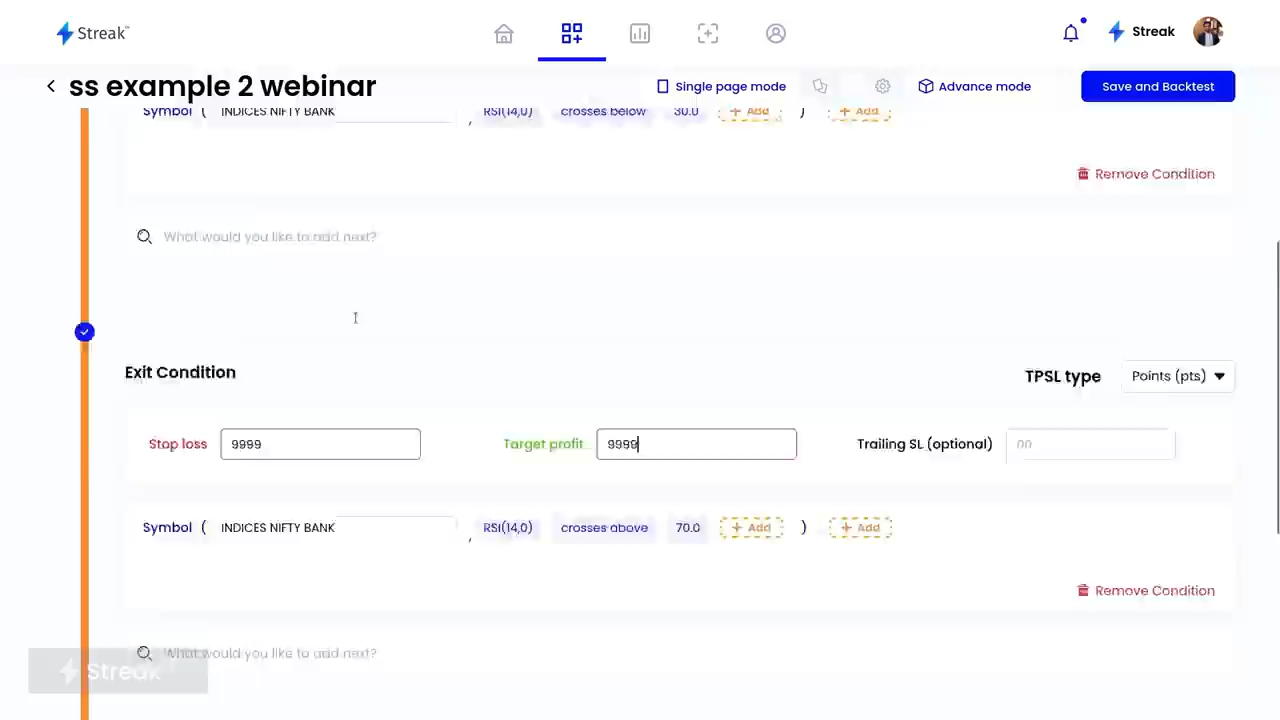 Streak™
Streak
ss example 2 webinar
Single page mode
Advance mode
Save and Backtest
Symbol ( INDICES NIFTY BANK , RSI(14,0) crosses below 30.0 + Add ) + Add
Remove Condition
What would you like to add next?
Exit Condition
TPSL type Points (pts)
Stop loss 9999 Target profit 9999 Trailing SL (optional) 00
Symbol ( INDICES NIFTY BANK , RSI(14,0) crosses above 70.0 + Add ) + Add
Remove Condition
What would you like to add next?
Streak